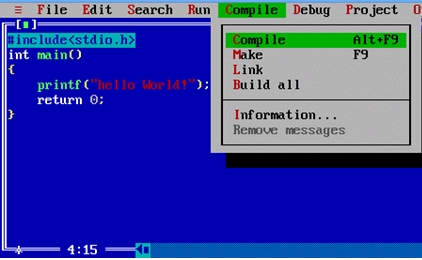 ≡ File Edit Search Run Compile Debug Project O
[■]
#include<stdio.h>
int main()
{
printf("hello World!");
return 0;
}
Compile Alt+F9
Make F9
Link
Build all
Information...
Remove messages
4:15